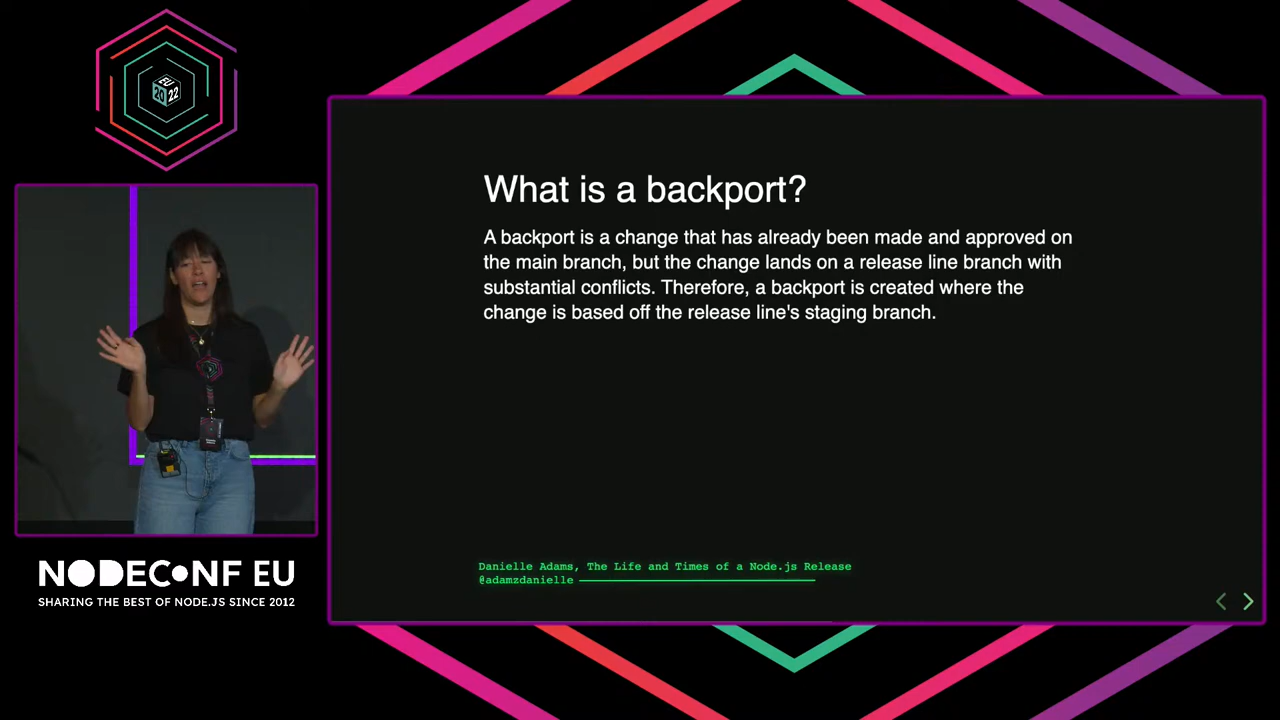 EU
20
22
What is a backport?
A backport is a change that has already been made and approved on
the main branch, but the change lands on a release line branch with
substantial conflicts. Therefore, a backport is created where the
change is based off the release line's staging branch.
Danielle Adams, The Life and Times of a Node.js Release
@adamzdanielle
NODECONF EU
SHARING THE BEST OF NODE.JS SINCE 2012